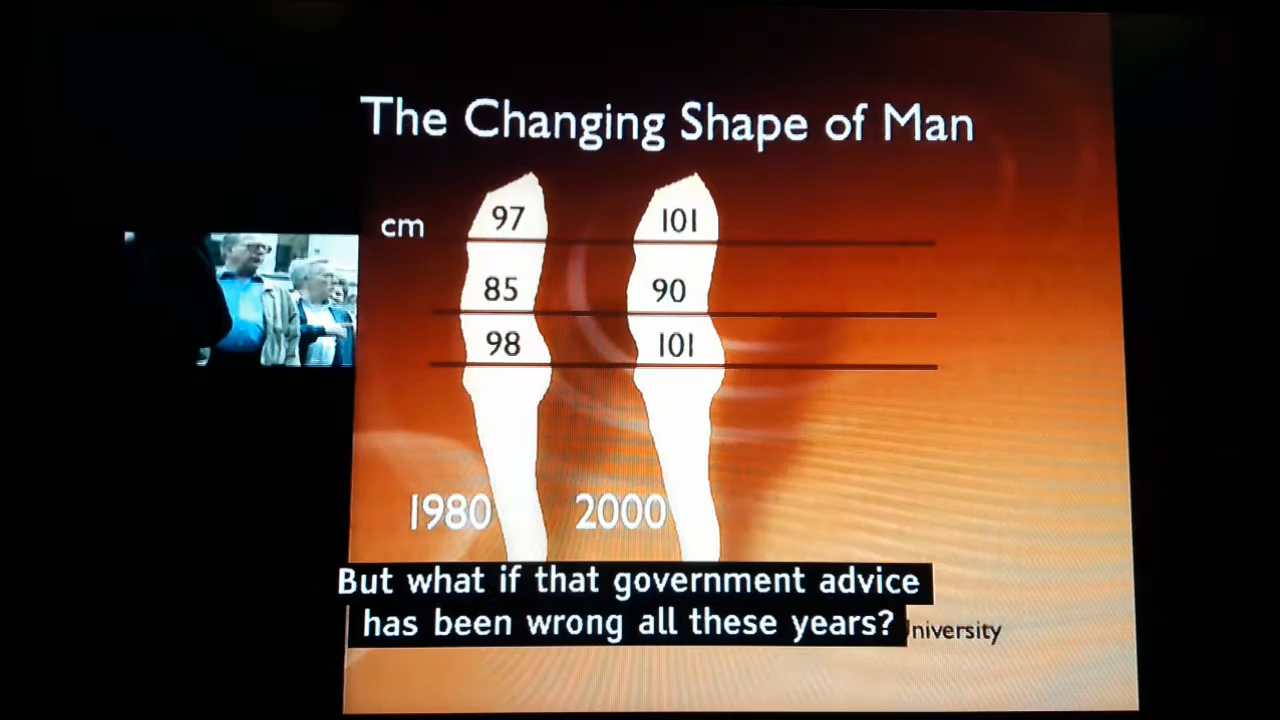 The Changing Shape of Man
cm 97 101
85 90
98 101
1980 2000
But what if that government advice
has been wrong all these years?